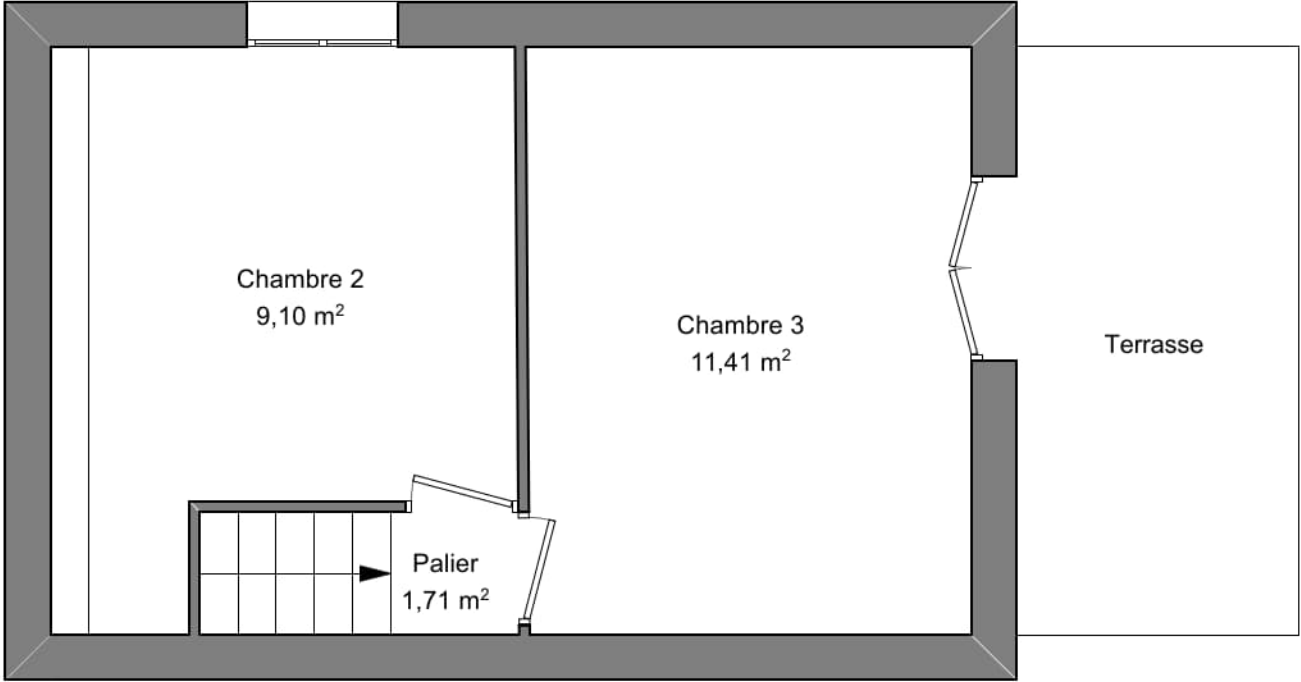 Chambre 2
9,10 m²
Chambre 3
11,41 m²
Terrasse
Palier
1,71 m²